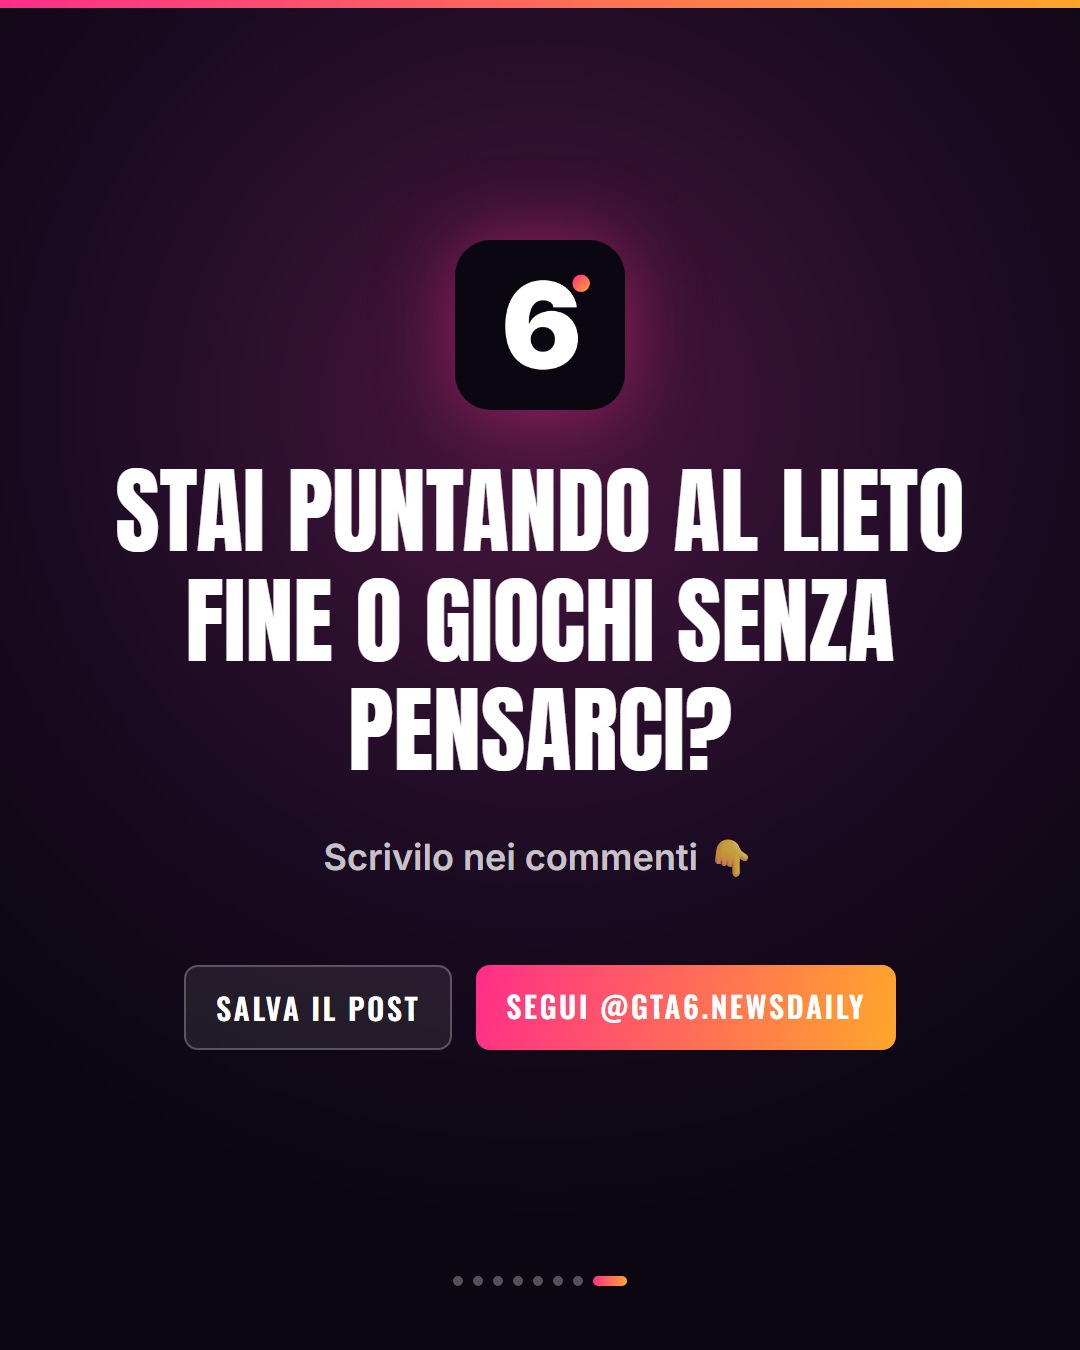 6
STAI PUNTANDO AL LIETO
FINE O GIOCHI SENZA
PENSARCI?
Scrivilo nei commenti 👇
SALVA IL POST
SEGUI @GTA6.NEWSDAILY